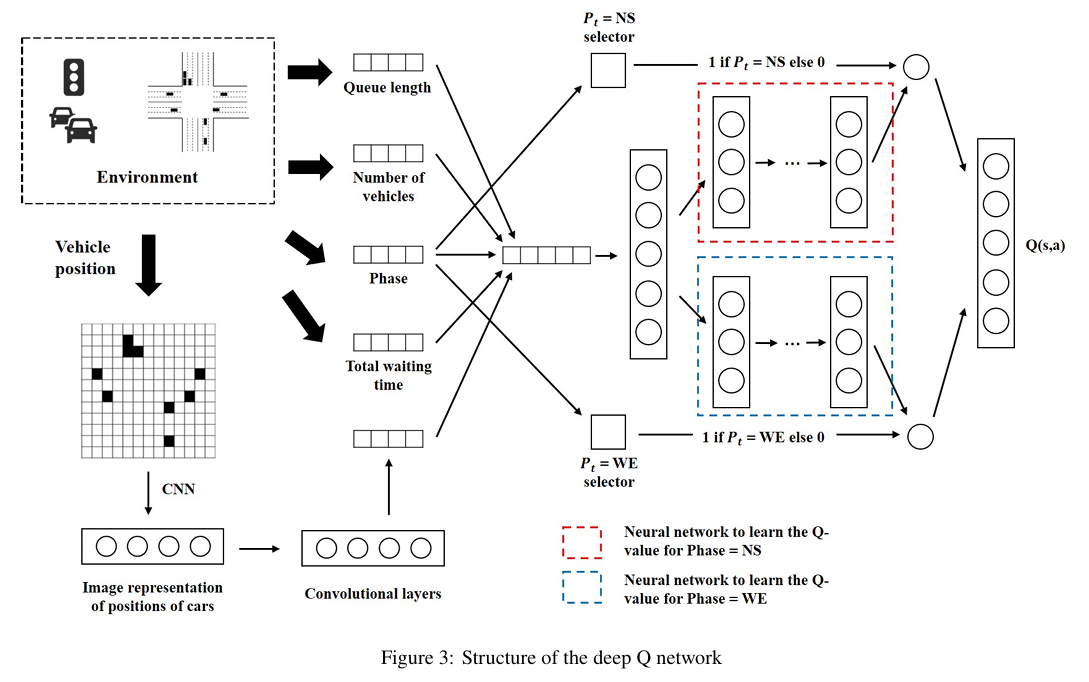 P_t = NS
selector
1 if P_t = NS else 0
Queue length
Environment
Number of
vehicles
Vehicle
position
Phase
Q(s,a)
Total waiting
time
1 if P_t = WE else 0
P_t = WE
selector
CNN
Image representation
of positions of cars
Convolutional layers
Neural network to learn the Q-
value for Phase = NS
Neural network to learn the Q-
value for Phase = WE
...
...
Figure 3: Structure of the deep Q network